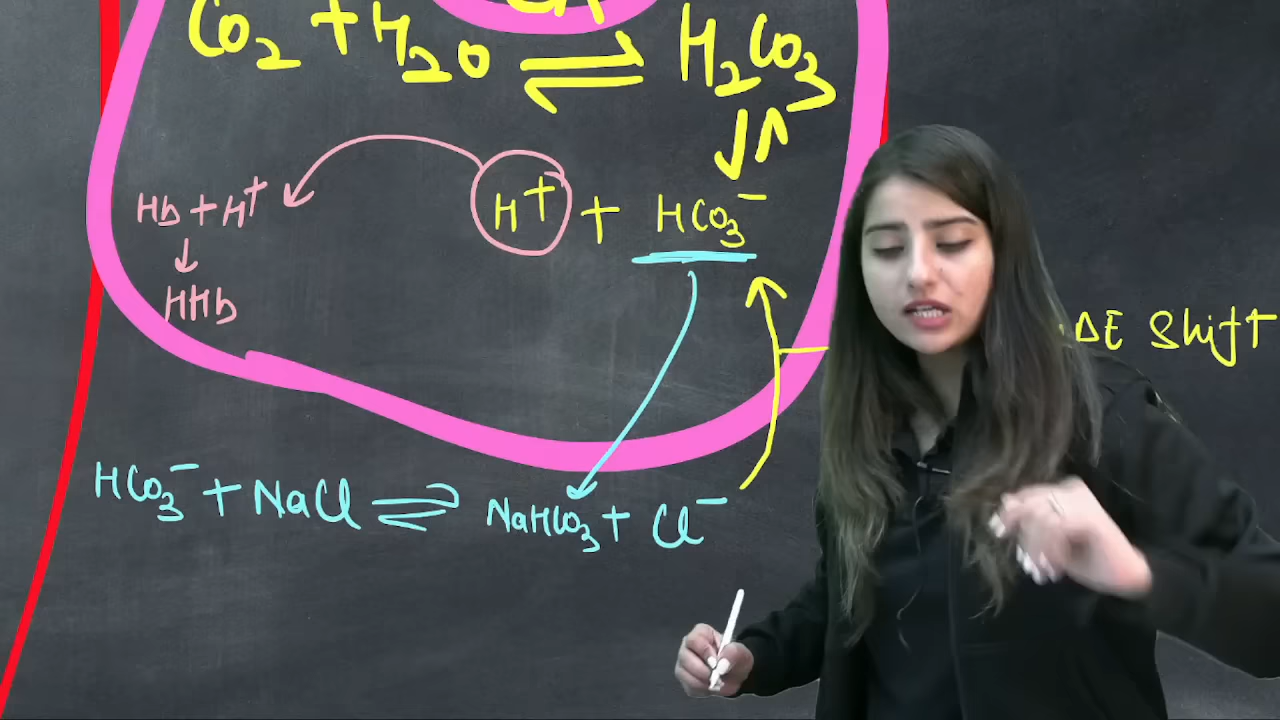 Co₂ + H₂O ⇌ H₂Co₃
Hb + H⁺
H⁺ + HCo₃⁻
HHb
ΔE Shift
HCo₃⁻ + NaCl ⇌ NaHCo₃ + Cl⁻